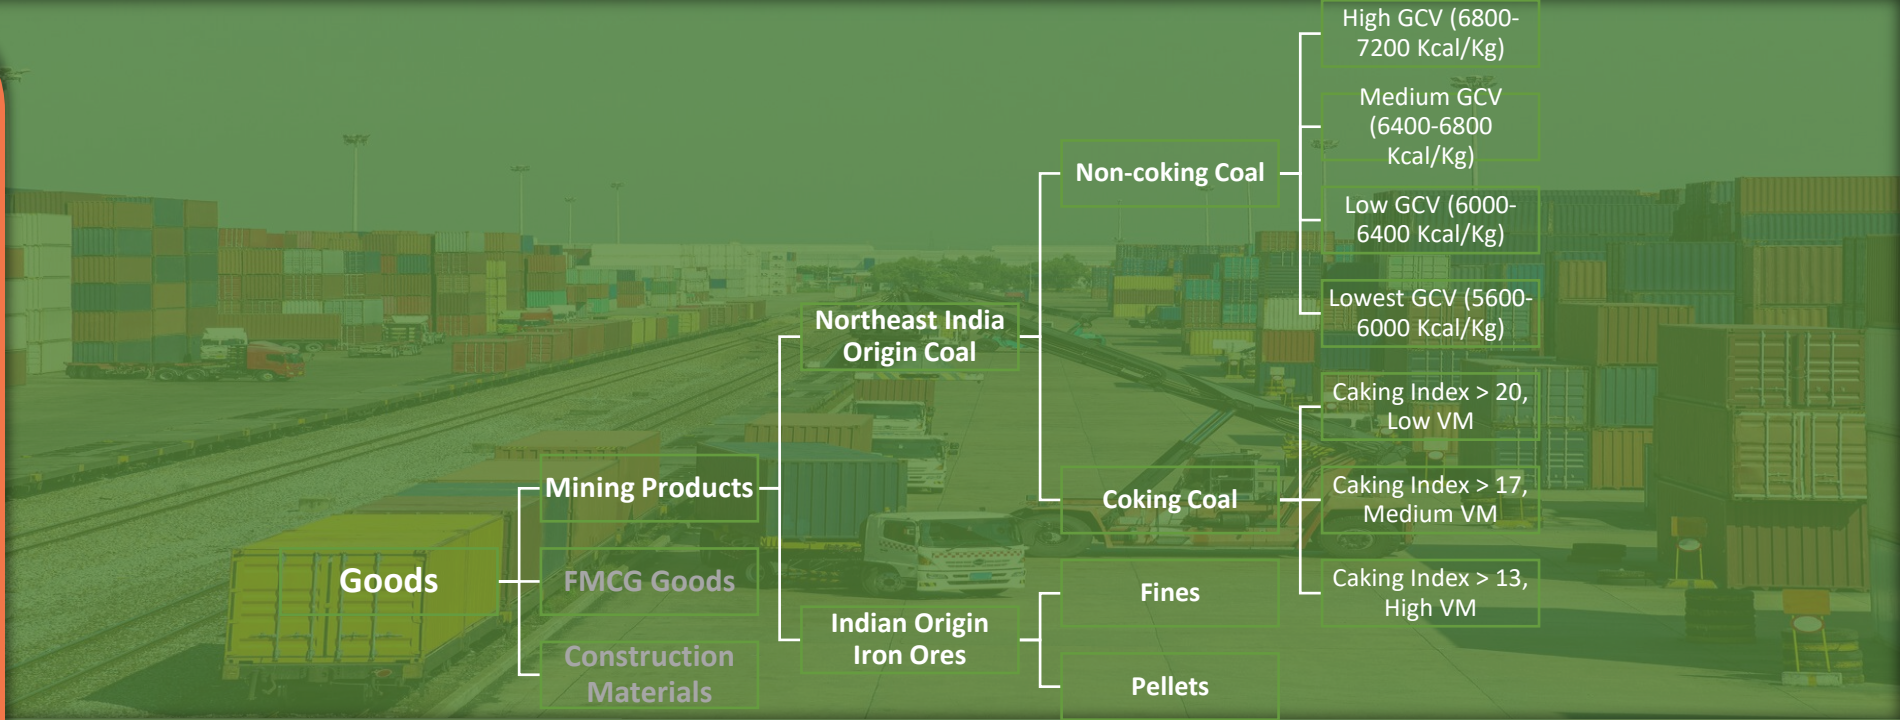 Goods
Mining Products
FMCG Goods
Construction
Materials
Northeast India
Origin Coal
Indian Origin
Iron Ores
Non-coking Coal
Coking Coal
Fines
Pellets
High GCV (6800-
7200 Kcal/Kg)
Medium GCV
(6400-6800
Kcal/Kg)
Low GCV (6000-
6400 Kcal/Kg)
Lowest GCV (5600-
6000 Kcal/Kg)
Caking Index > 20,
Low VM
Caking Index > 17,
Medium VM
Caking Index > 13,
High VM